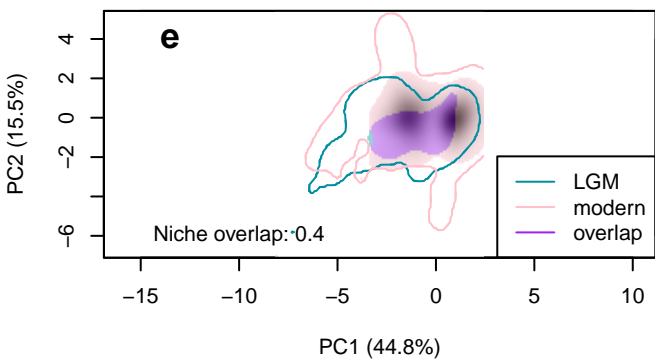 e
PC2 (15.5%)
4
2
0
−2
−6
LGM
modern
overlap
Niche overlap: 0.4
−15
−10
−5
0
5
10
PC1 (44.8%)